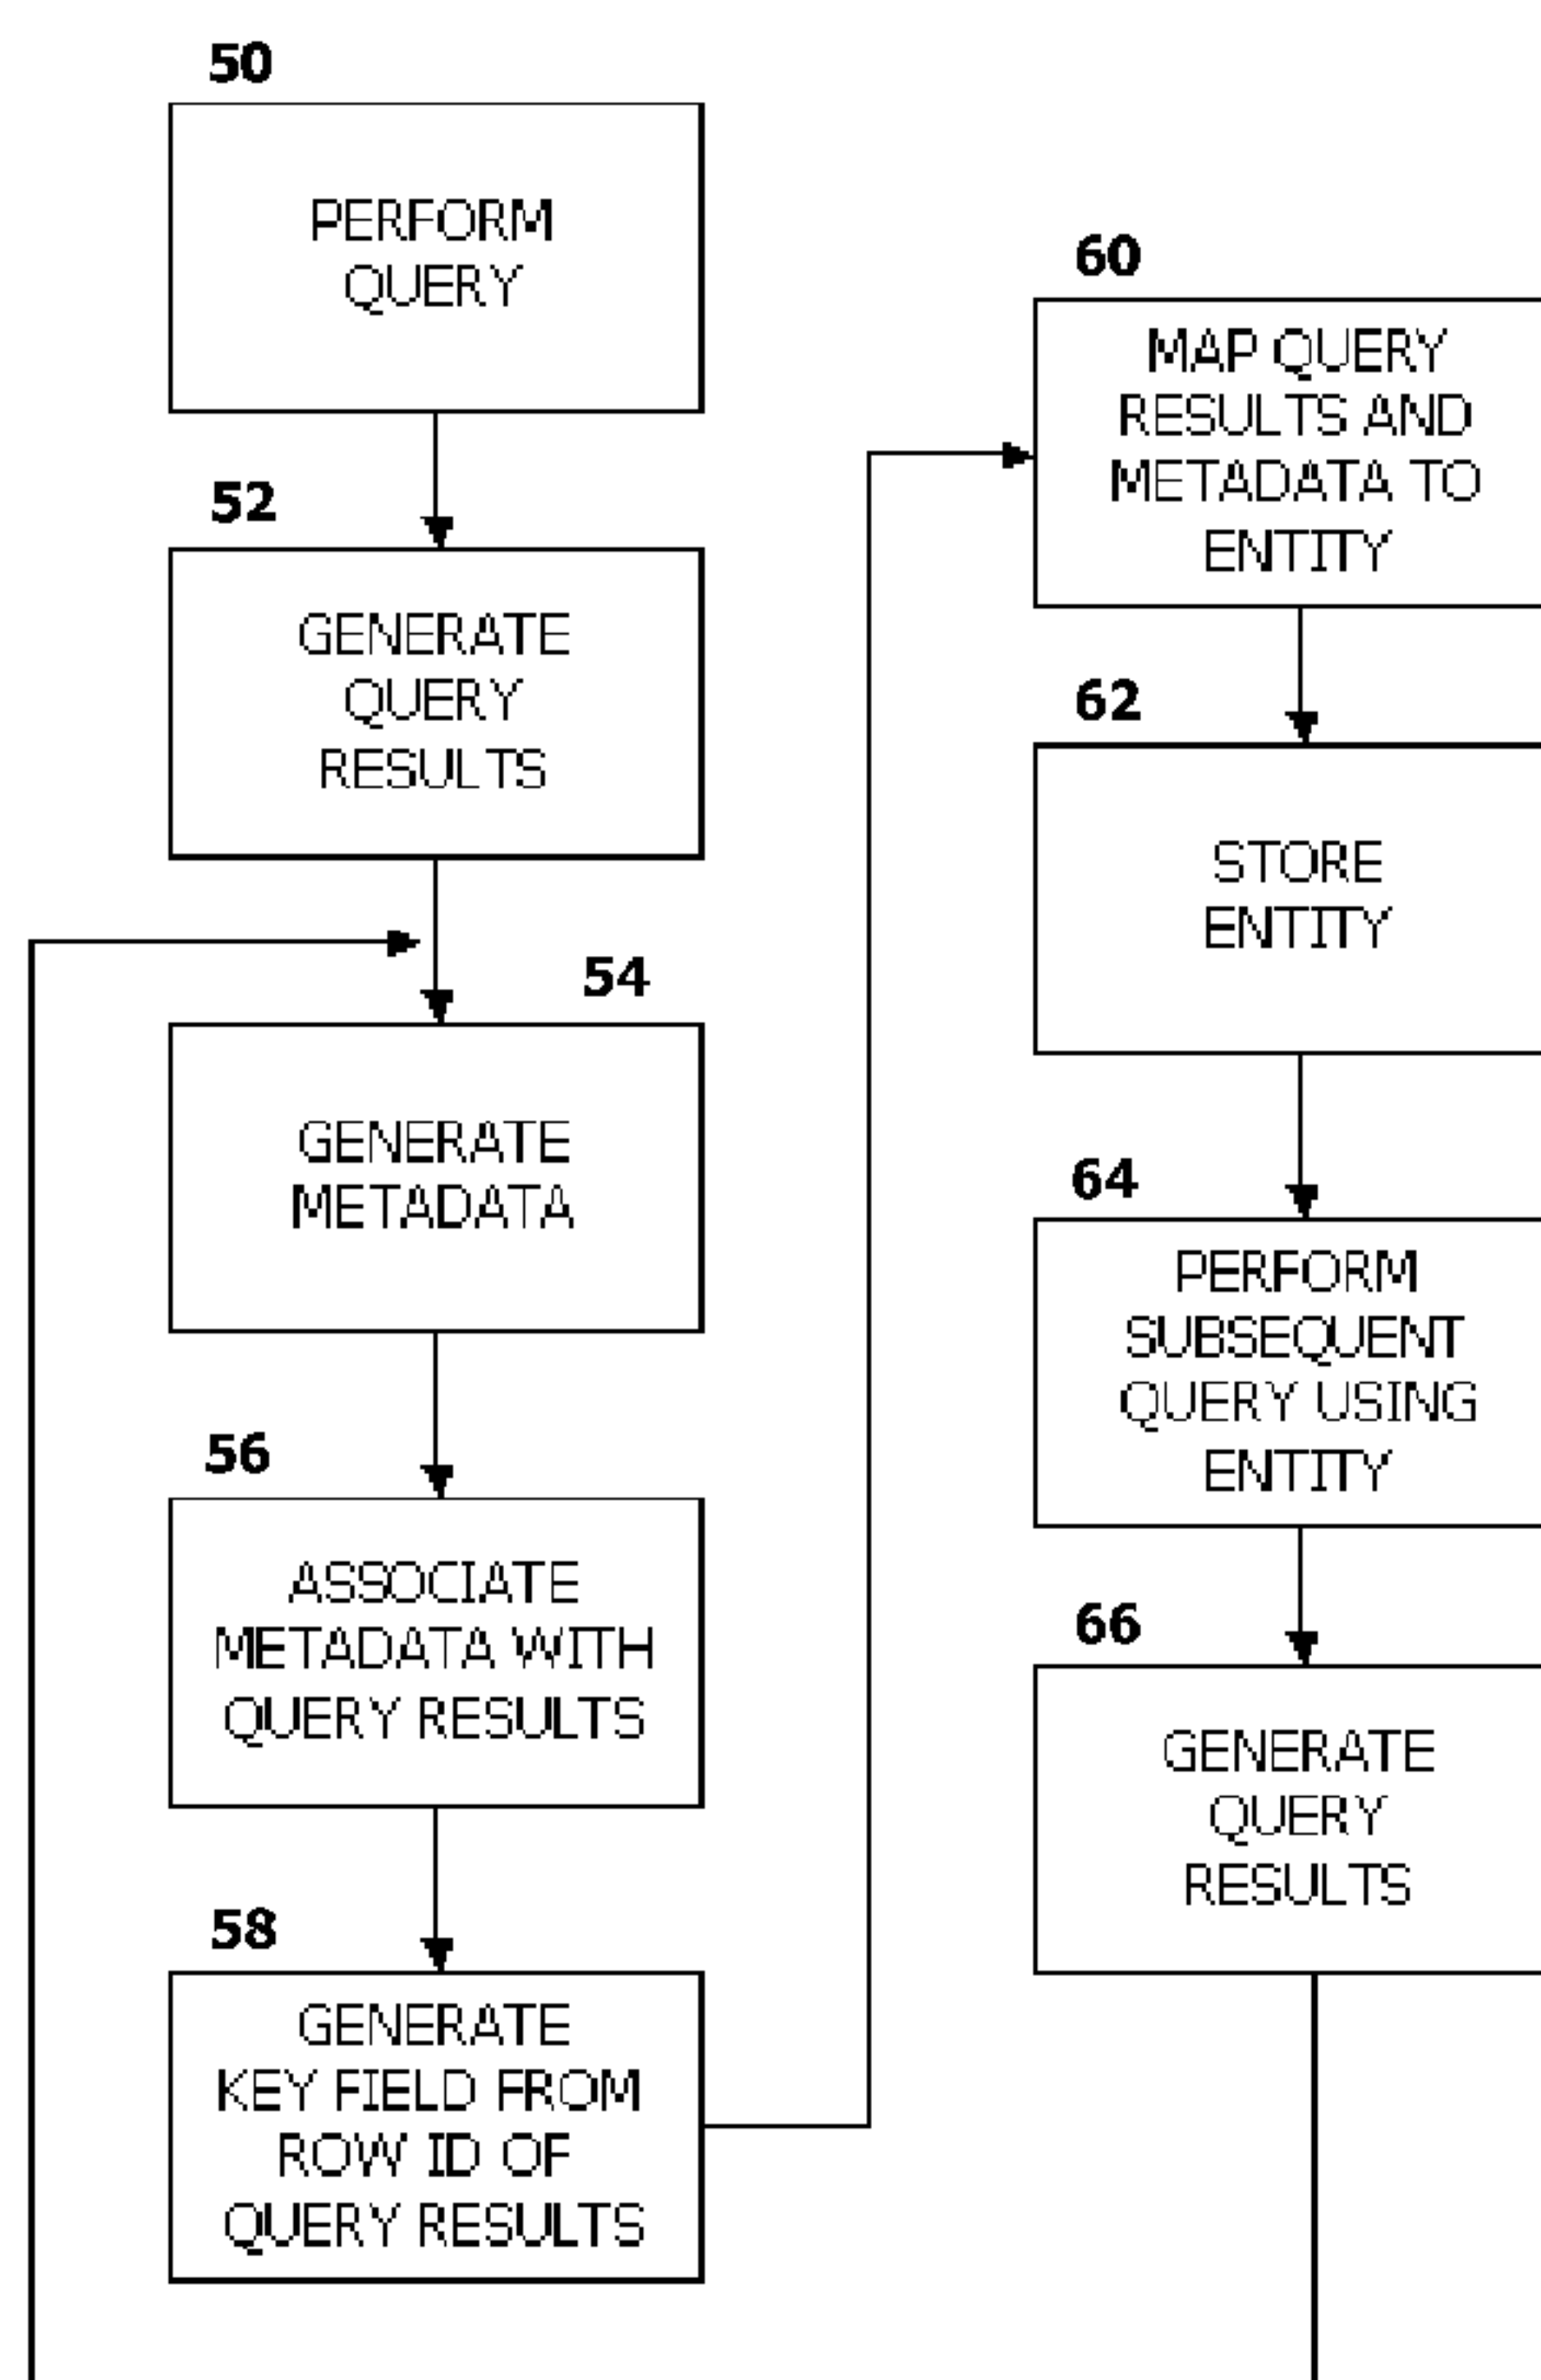 50
PERFORM
QUERY
52
GENERATE
QUERY
RESULTS
54
GENERATE
METADATA
56
ASSOCIATE
METADATA WITH
QUERY RESULTS
58
GENERATE
KEY FIELD FROM
ROW ID OF
QUERY RESULTS
60
MAP QUERY
RESULTS AND
METADATA TO
ENTITY
62
STORE
ENTITY
64
PERFORM
SUBSEQUENT
QUERY USING
ENTITY
66
GENERATE
QUERY
RESULTS